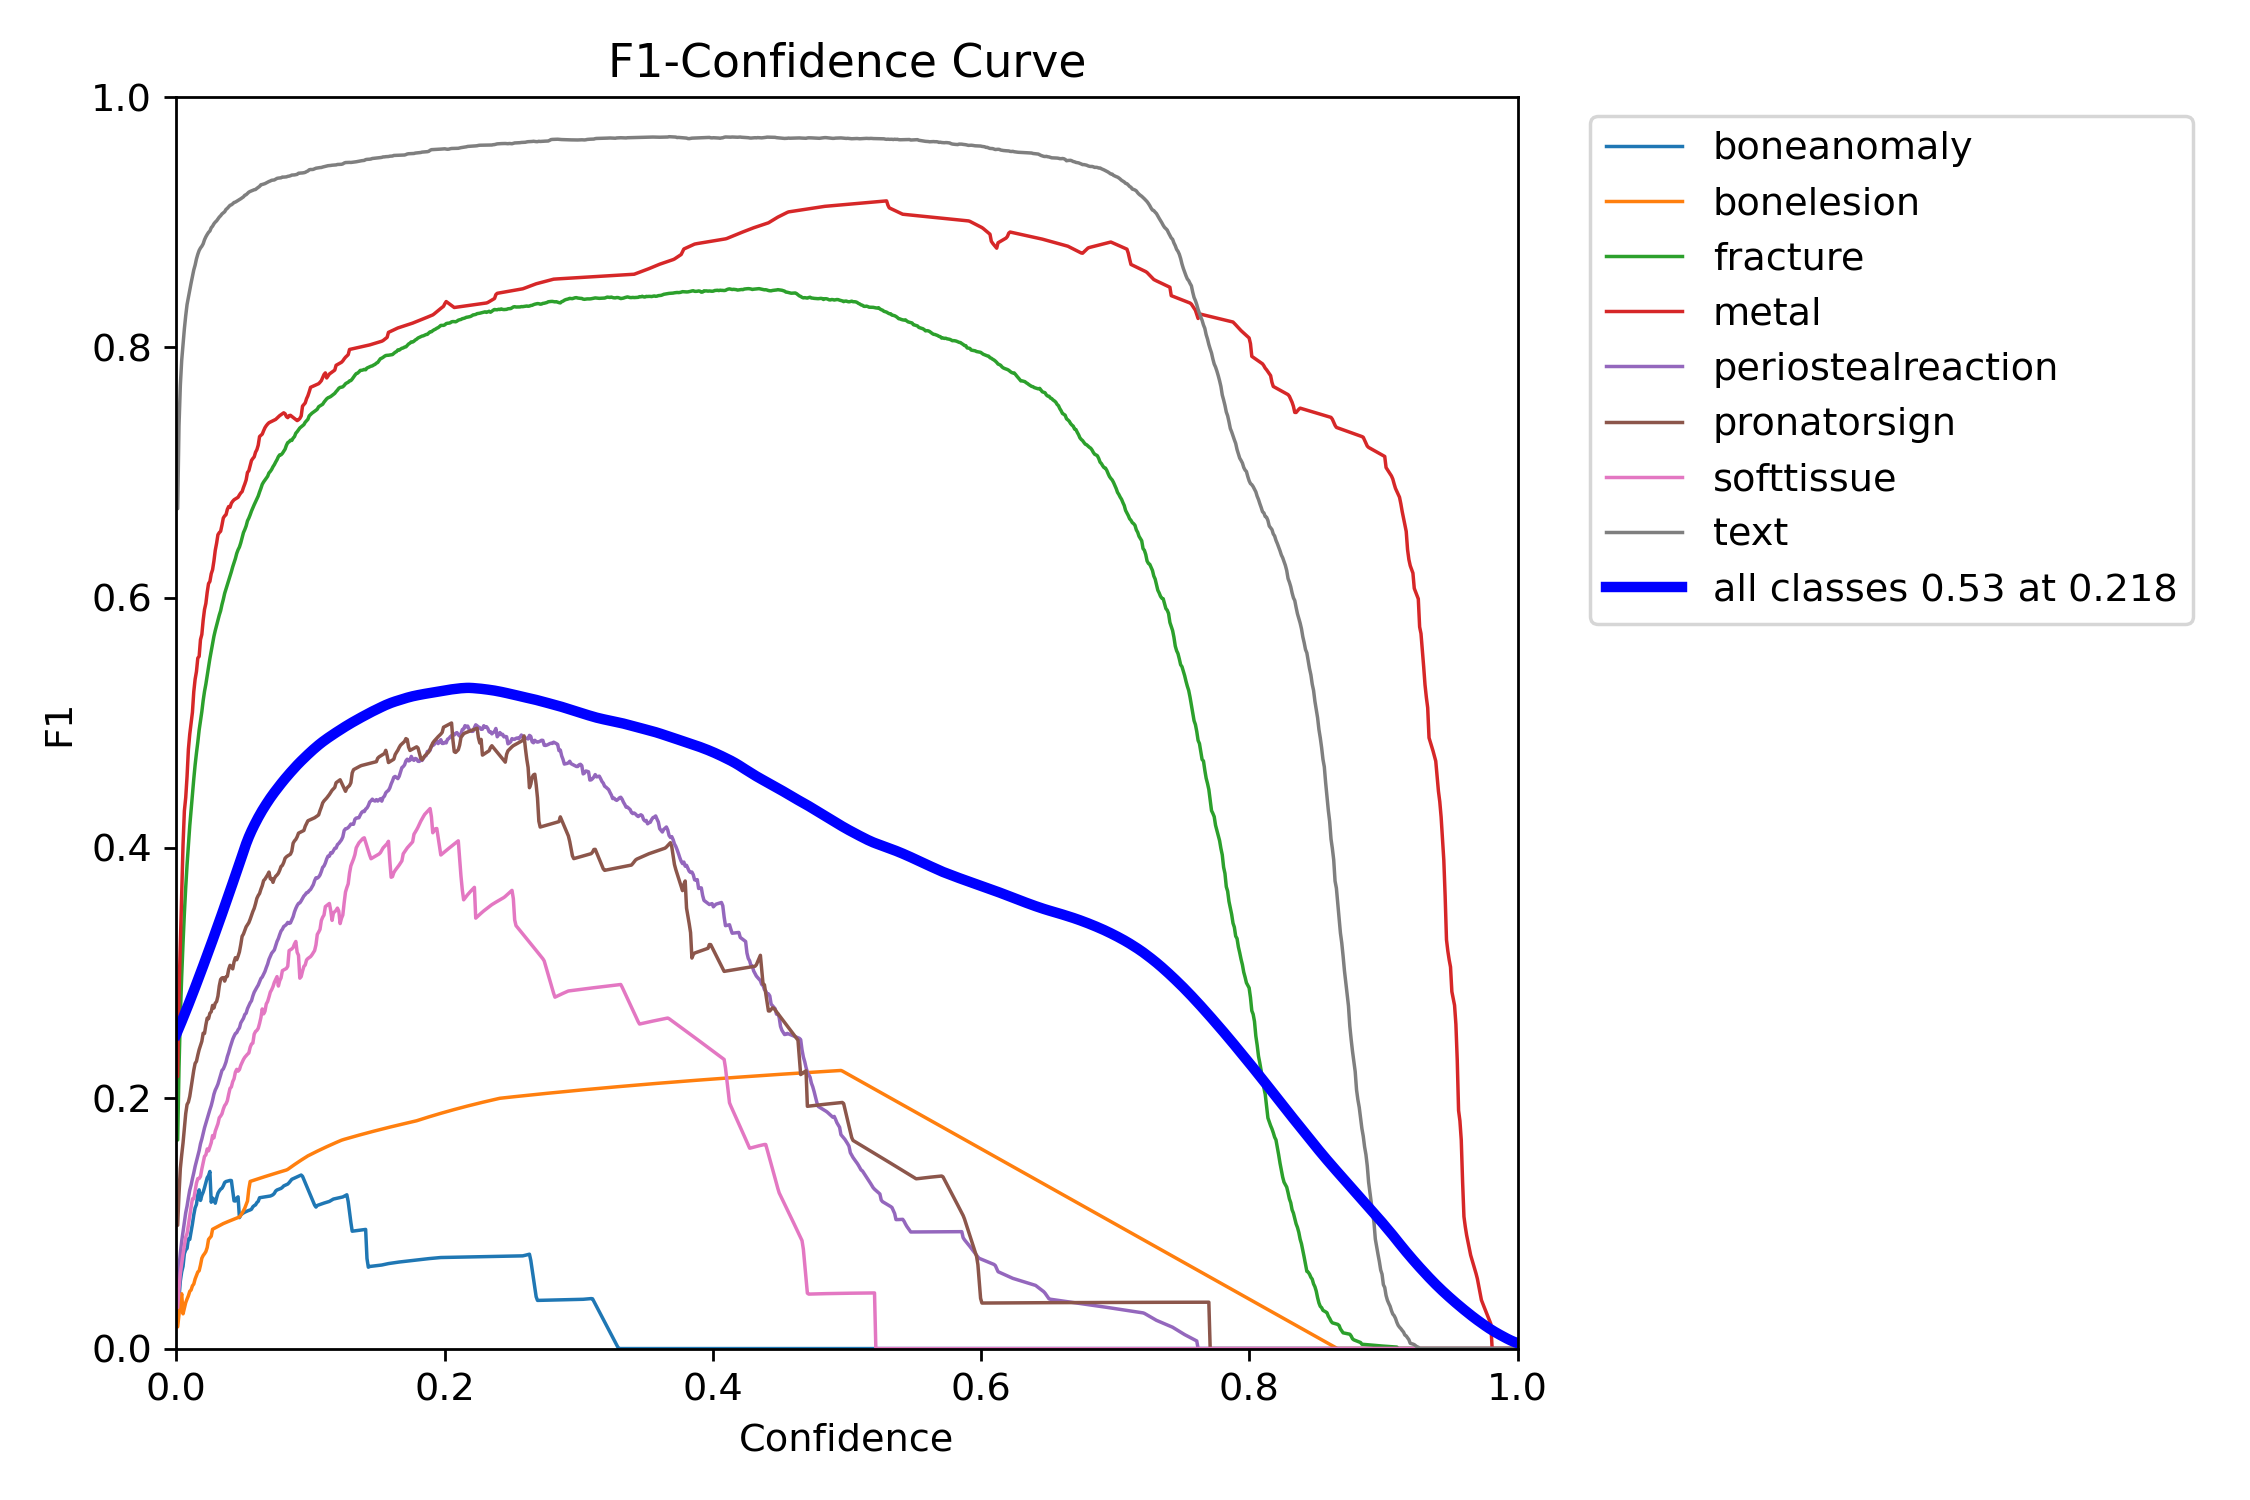 F1-Confidence Curve
1.0
0.8
0.6
0.4
0.2
0.0
F1
0.0 0.2 0.4 0.6 0.8 1.0
Confidence
boneanomaly
bonelesion
fracture
metal
periostealreaction
pronatorsign
softtissue
text
all classes 0.53 at 0.218